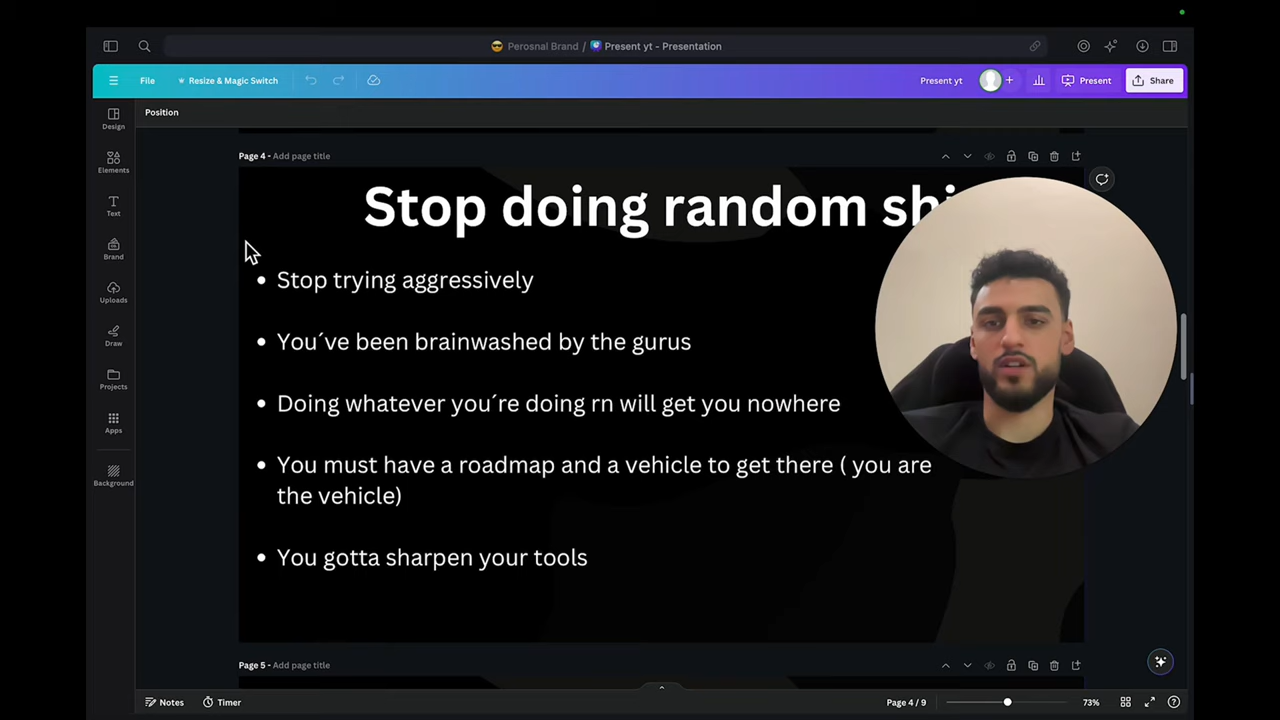 Perosnal Brand / Present yt - Presentation
File
Resize & Magic Switch
Present yt
Present
Share
Position
Design
Elements
Text
Brand
Uploads
Draw
Projects
Apps
Background
Page 4 - Add page title
Stop doing random shi
• Stop trying aggressively
• You´ve been brainwashed by the gurus
• Doing whatever you´re doing rn will get you nowhere
• You must have a roadmap and a vehicle to get there ( you are
the vehicle)
• You gotta sharpen your tools
Page 5 - Add page title
Notes
Timer
Page 4 / 9
73%